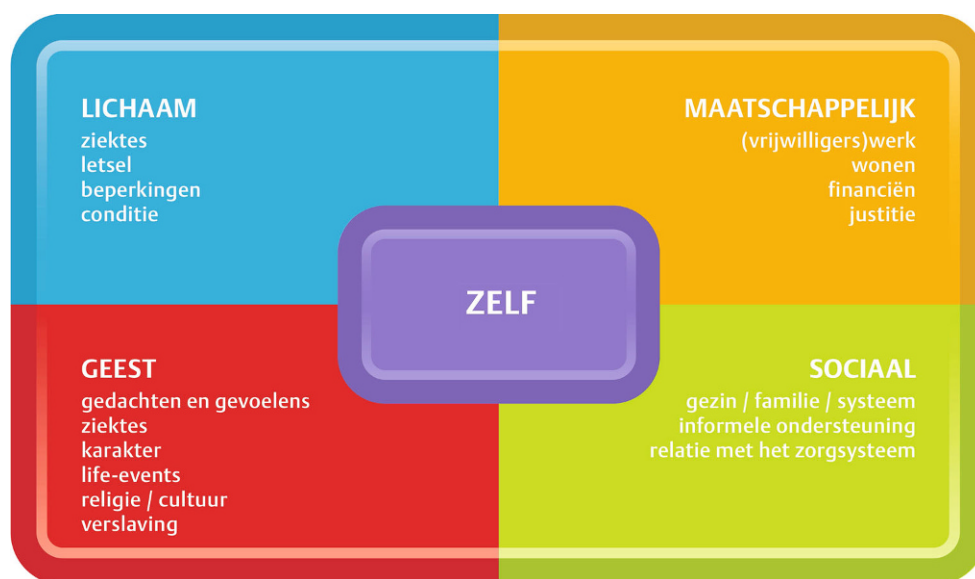 LICHAAM
ziektes
letsel
beperkingen
conditie
MAATSCHAPPELIJK
(vrijwilligers)werk
wonen
financiën
justitie
ZELF
GEEST
gedachten en gevoelens
ziektes
karakter
life-events
religie / cultuur
verslaving
SOCIAAL
gezin / familie / systeem
informele ondersteuning
relatie met het zorgsysteem